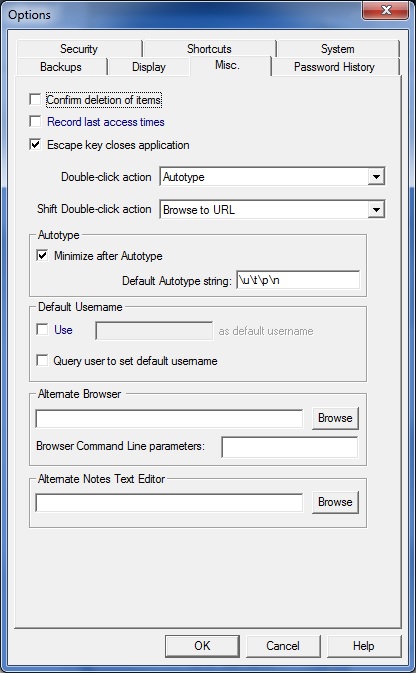 Options
Security Shortcuts System
Backups Display Misc. Password History
Confirm deletion of items
Record last access times
Escape key closes application
Double-click action Autotype
Shift Double-click action Browse to URL
Autotype
Minimize after Autotype
Default Autotype string: \u\t\p\n
Default Username
Use as default username
Query user to set default username
Alternate Browser
Browse
Browser Command Line parameters:
Alternate Notes Text Editor
Browse
OK Cancel Help